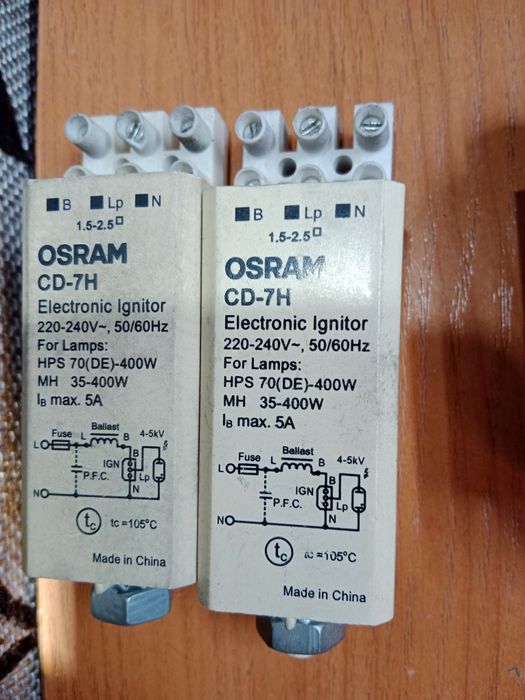 B Lp N
1.5-2.5
OSRAM
CD-7H
Electronic Ignitor
220-240V~, 50/60Hz
For Lamps:
HPS 70(DE)-400W
MH 35-400W
IB max. 5A
Ballast
Fuse L B 4-5kV
L
B
IGN
P.F.C. Lp
N N
tc tc =105°C
Made in China
B Lp N
1.5-2.5
OSRAM
CD-7H
Electronic Ignitor
220-240V~, 50/60Hz
For Lamps:
HPS 70(DE)-400W
MH 35-400W
IB max. 5A
Ballast
Fuse L B 4-5kV
L
B
IGN
P.F.C. Lp
N N
tc tc =105°C
Made in China